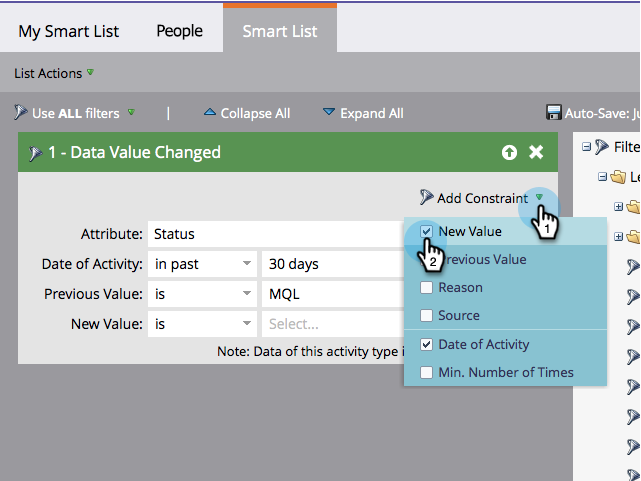 My Smart List People Smart List
List Actions
Use ALL filters | Collapse All Expand All Auto-Save: Ju
1 - Data Value Changed
Filte
Le
Add Constraint
1
Attribute: Status
New Value
2
Date of Activity: in past 30 days
Previous Value
Previous Value: is MQL
Reason
New Value: is Select...
Source
Note: Data of this activity type i
Date of Activity
Min. Number of Times